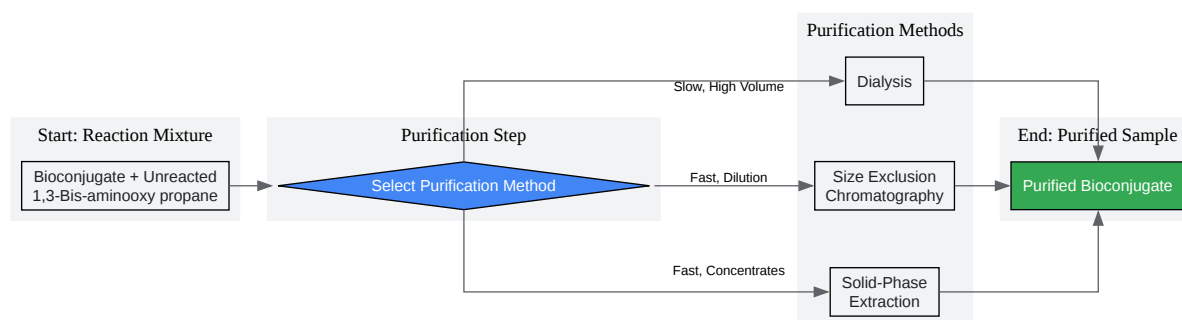 Purification Methods
Slow, High Volume
Dialysis
Start: Reaction Mixture
Purification Step
End: Purified Sample
Bioconjugate + Unreacted
1,3-Bis-aminooxy propane
Select Purification Method
Fast, Dilution
Size Exclusion
Chromatography
Purified Bioconjugate
Fast, Concentrates
Solid-Phase
Extraction